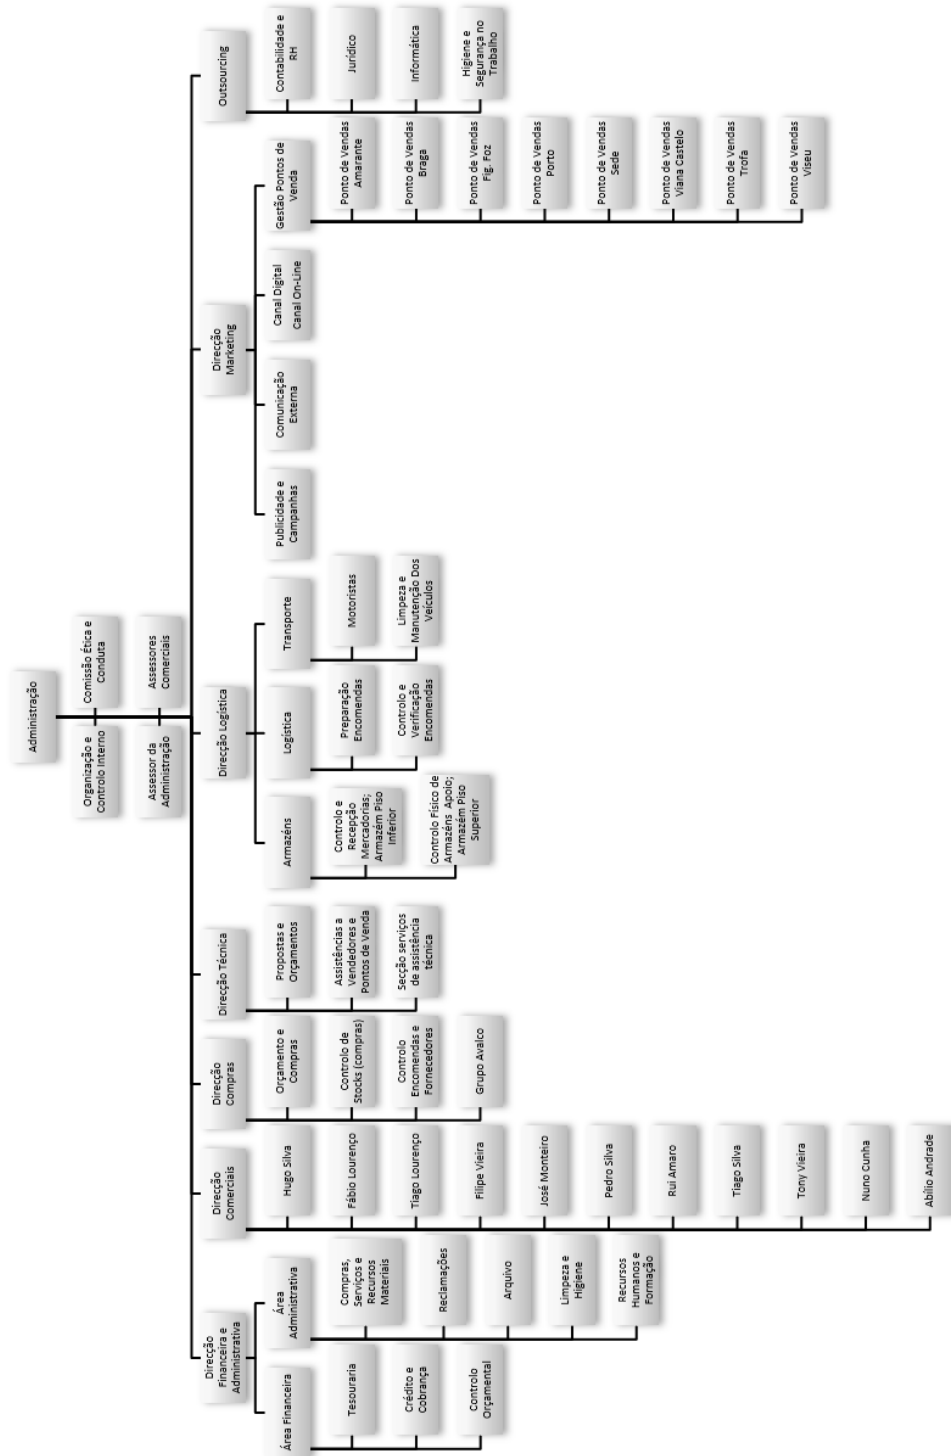 Administração
Organização e
Controlo Interno
Comissão Ética e
Conduta
Assessor da
Administração
Assessores
Comerciais
Direcção
Financeira e
Administrativa
Área Financeira
Tesouraria
Crédito e
Cobrança
Controlo
Orçamental
Área
Administrativa
Compras,
Serviços e
Recursos
Materiais
Reclamações
Arquivo
Limpeza e
Higiene
Recursos
Humanos e
Formação
Direcção
Comerciais
Hugo Silva
Fábio Lourenço
Tiago Lourenço
Filipe Vieira
José Monteiro
Pedro Silva
Rui Amaro
Tiago Silva
Tony Vieira
Nuno Cunha
Abílio Andrade
Direcção
Compras
Orçamento e
Compras
Controlo de
Stocks (compras)
Controlo
Encomendas e
Fornecedores
Grupo Avalco
Direcção Técnica
Propostas e
Orçamentos
Assistências a
Vendedores e
Pontos de Venda
Secção serviços
de assistência
técnica
Direcção Logística
Armazéns
Controlo e
Recepção
Mercadorias;
Armazém Piso
Inferior
Controlo Físico de
Armazéns Apoio;
Armazém Piso
Superior
Logística
Preparação
Encomendas
Controlo e
Verificação
Encomendas
Transporte
Motoristas
Limpeza e
Manutenção Dos
Veículos
Direcção
Marketing
Publicidade e
Campanhas
Comunicação
Externa
Canal Digital
Canal On-Line
Gestão Pontos de
Venda
Ponto de Vendas
Amarante
Ponto de Vendas
Braga
Ponto de Vendas
Fig. Foz
Ponto de Vendas
Porto
Ponto de Vendas
Sede
Ponto de Vendas
Viana Castelo
Ponto de Vendas
Trofa
Ponto de Vendas
Viseu
Outsourcing
Contabilidade e
RH
Jurídico
Informática
Higiene e
Segurança no
Trabalho